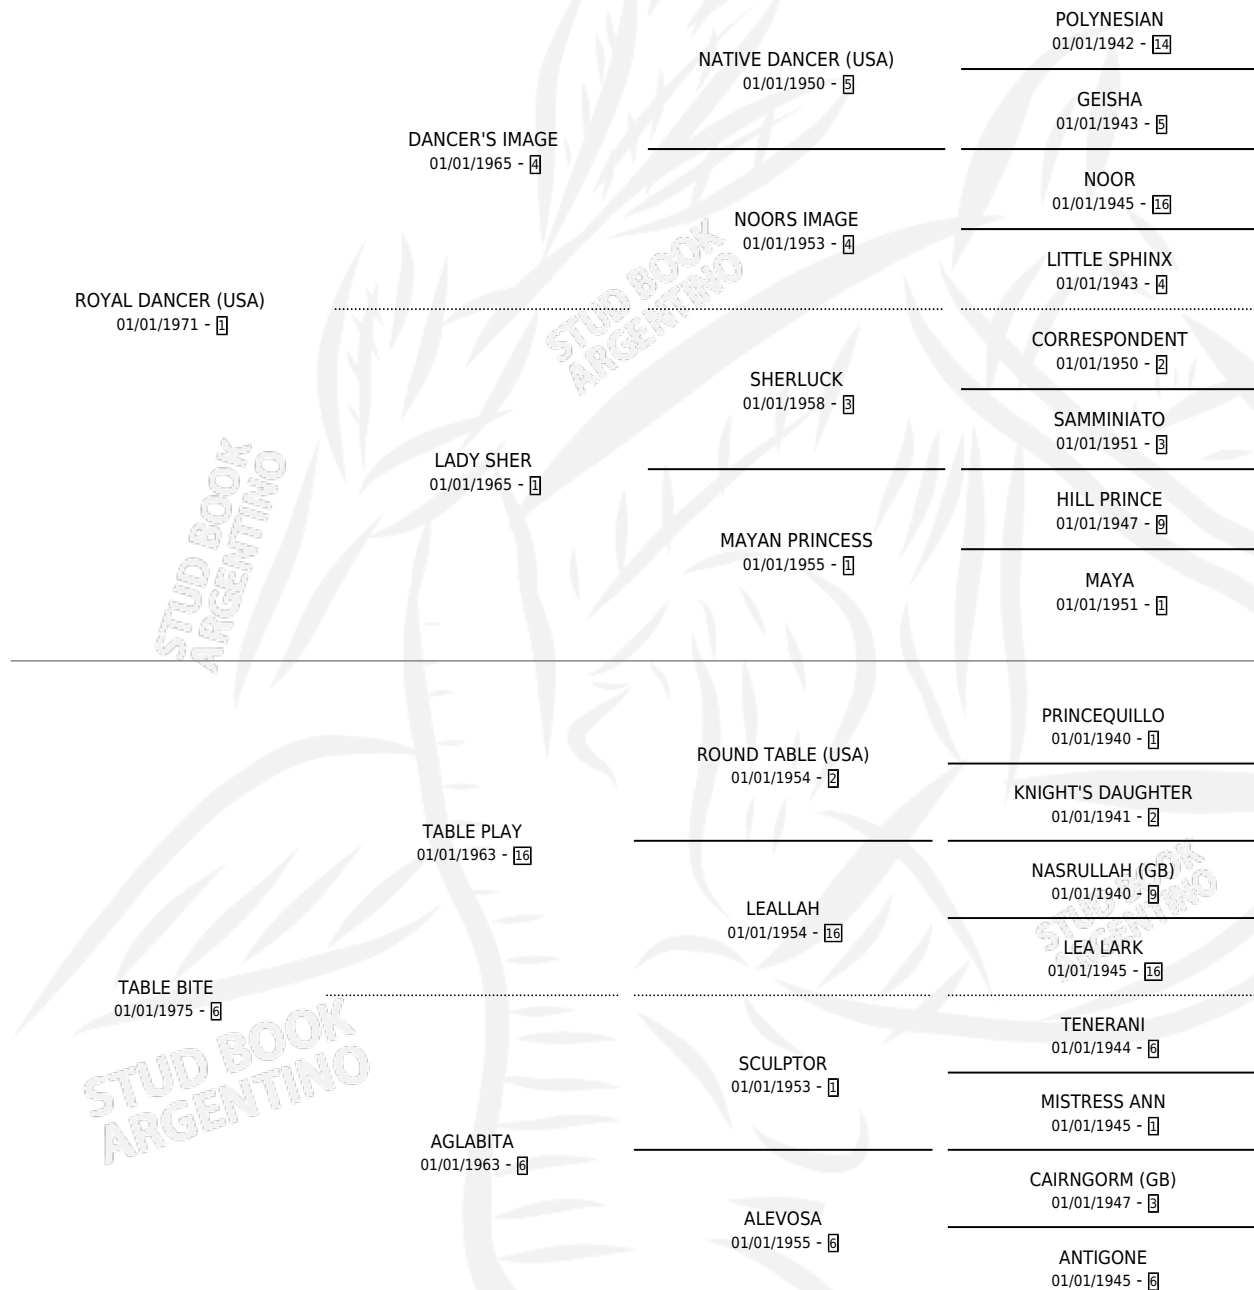 POLYNESIAN
01/01/1942 - 14
NATIVE DANCER (USA)
01/01/1950 - 5
GEISHA
01/01/1943 - 5
DANCER'S IMAGE
01/01/1965 - 4
NOOR
01/01/1945 - 16
NOORS IMAGE
01/01/1953 - 4
LITTLE SPHINX
01/01/1943 - 4
ROYAL DANCER (USA)
01/01/1971 - 1
CORRESPONDENT
01/01/1950 - 2
SHERLUCK
01/01/1958 - 3
SAMMINIATO
01/01/1951 - 3
LADY SHER
01/01/1965 - 1
HILL PRINCE
01/01/1947 - 9
MAYAN PRINCESS
01/01/1955 - 1
MAYA
01/01/1951 - 1
PRINCEQUILLO
01/01/1940 - 1
ROUND TABLE (USA)
01/01/1954 - 2
KNIGHT'S DAUGHTER
01/01/1941 - 2
TABLE PLAY
01/01/1963 - 16
NASRULLAH (GB)
01/01/1940 - 9
LEALLAH
01/01/1954 - 16
LEA LARK
01/01/1945 - 16
TABLE BITE
01/01/1975 - 6
TENERANI
01/01/1944 - 6
SCULPTOR
01/01/1953 - 1
MISTRESS ANN
01/01/1945 - 1
AGLABITA
01/01/1963 - 6
CAIRNGORM (GB)
01/01/1947 - 3
ALEVOSA
01/01/1955 - 6
ANTIGONE
01/01/1945 - 6
STUD BOOK
ARGENTINO
STUD BOOK
ARGENTINO
STUD BOOK
ARGENTINO
STUD BOOK
ARGENTINO